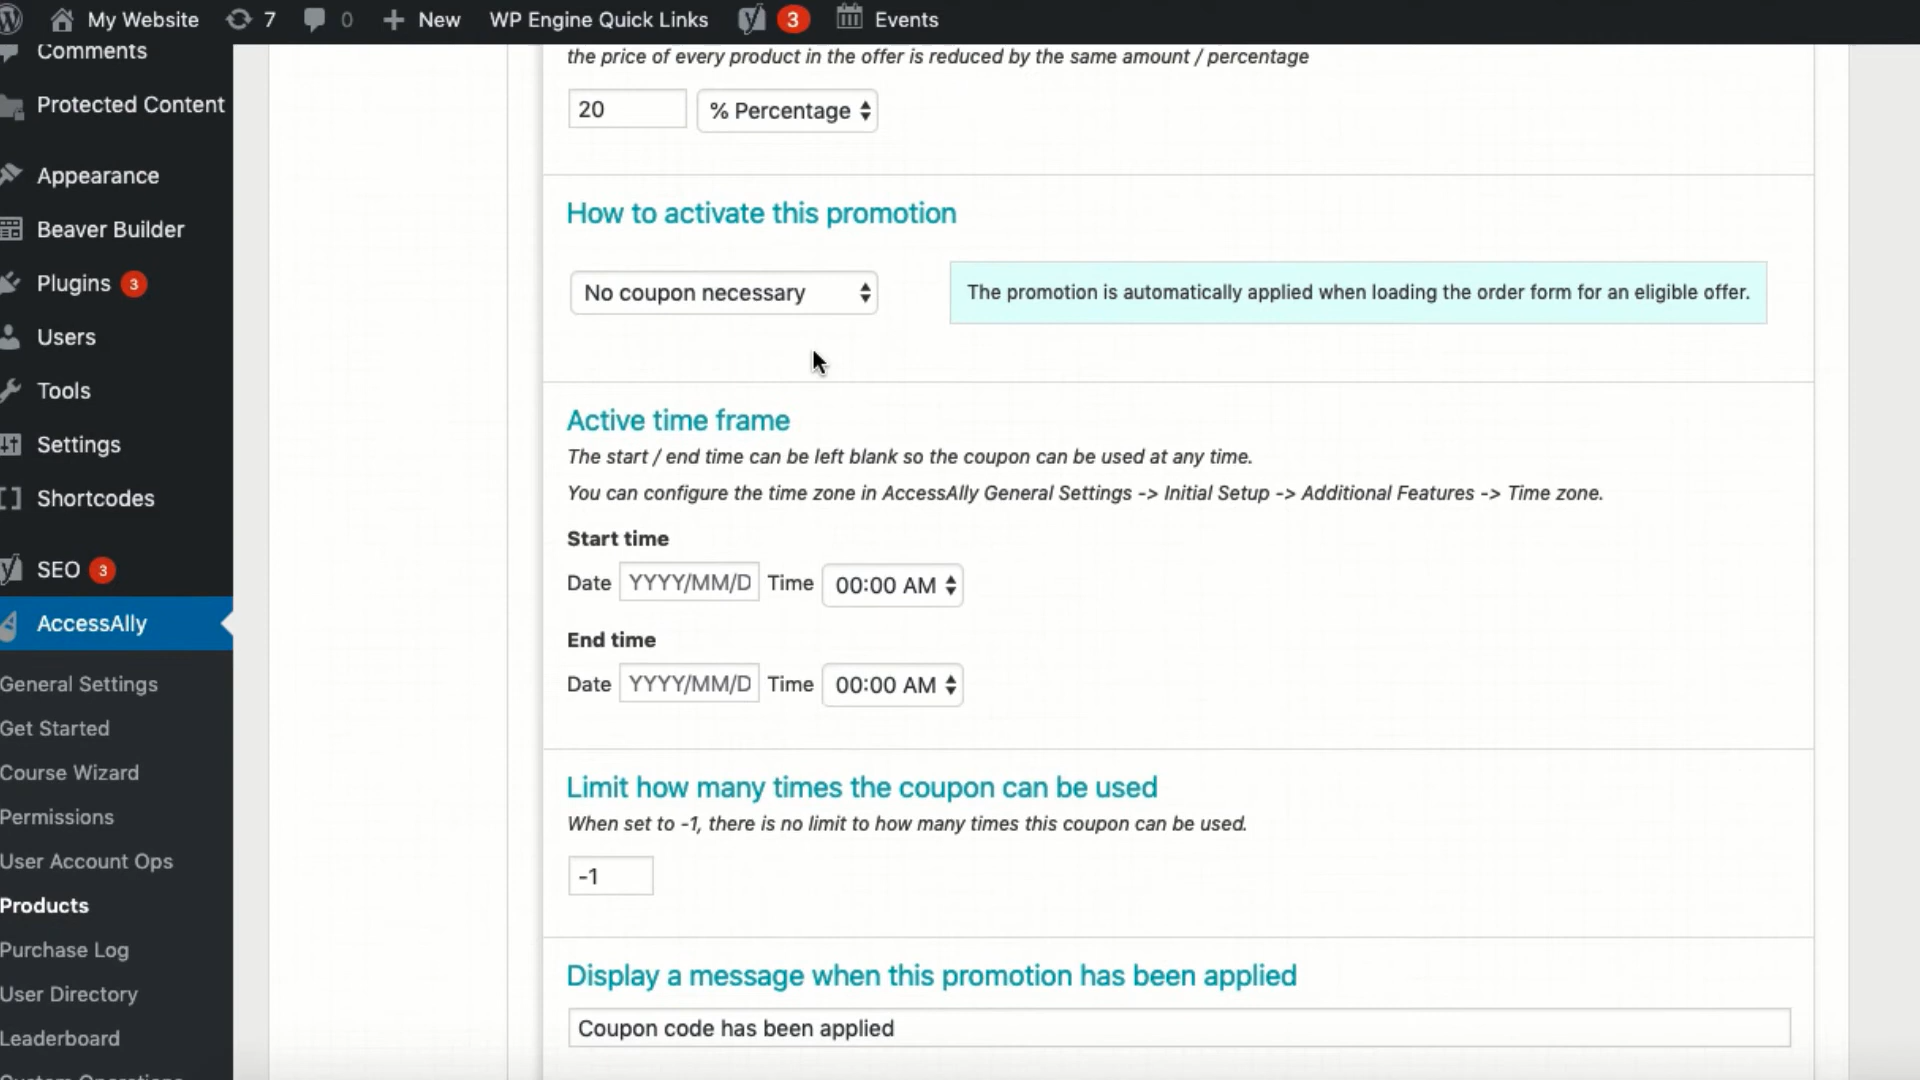 My Website
7
0
New
WP Engine Quick Links
3
Events
Comments
Protected Content
Appearance
Beaver Builder
Plugins 3
Users
Tools
Settings
Shortcodes
SEO 3
AccessAlly
General Settings
Get Started
Course Wizard
Permissions
User Account Ops
Products
Purchase Log
User Directory
Leaderboard
the price of every product in the offer is reduced by the same amount / percentage
20
% Percentage
How to activate this promotion
No coupon necessary
The promotion is automatically applied when loading the order form for an eligible offer.
Active time frame
The start / end time can be left blank so the coupon can be used at any time.
You can configure the time zone in AccessAlly General Settings -> Initial Setup -> Additional Features -> Time zone.
Start time
Date YYYY/MM/D Time 00:00 AM
End time
Date YYYY/MM/D Time 00:00 AM
Limit how many times the coupon can be used
When set to -1, there is no limit to how many times this coupon can be used.
-1
Display a message when this promotion has been applied
Coupon code has been applied